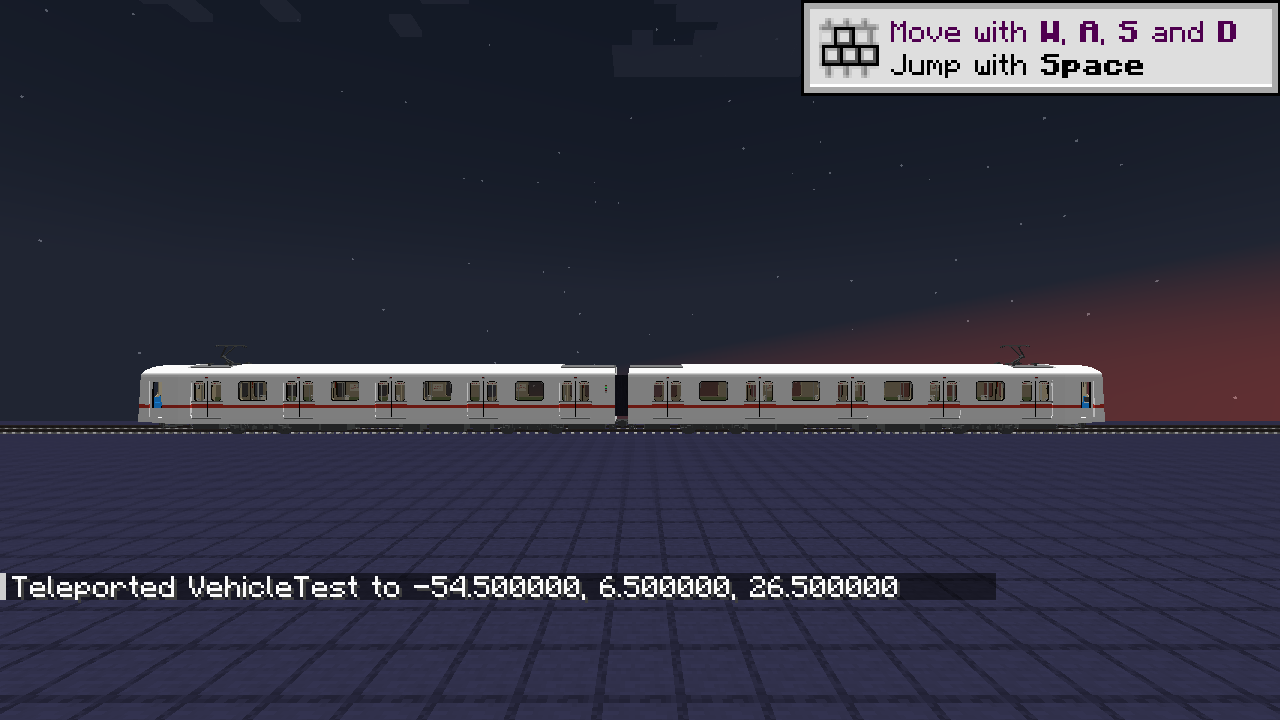 Move with W, A, S and D
Jump with Space
Teleported VehicleTest to -54.500000, 6.500000, 26.500000